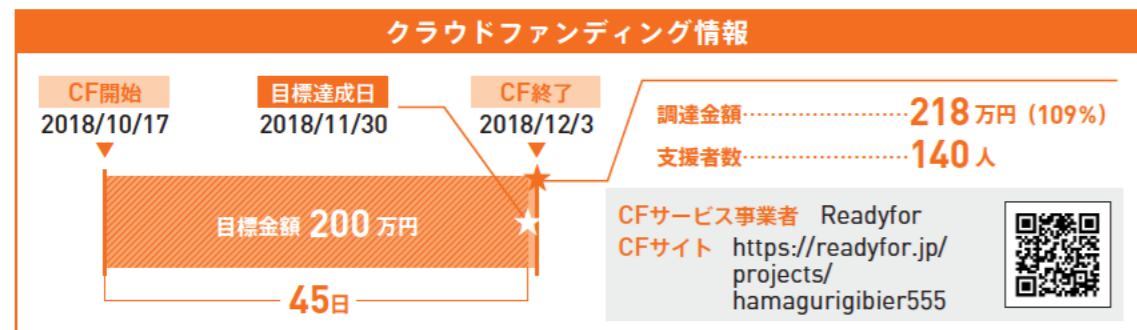 クラウドファンディング情報
CF開始
2018/10/17
目標達成日
2018/11/30
CF終了
2018/12/3
調達金額……………………218万円（109%）
支援者数……………………140人
目標金額 200万円
45日
CFサービス事業者 Readyfor
CFサイト https://readyfor.jp/
projects/
hamagurigibier555